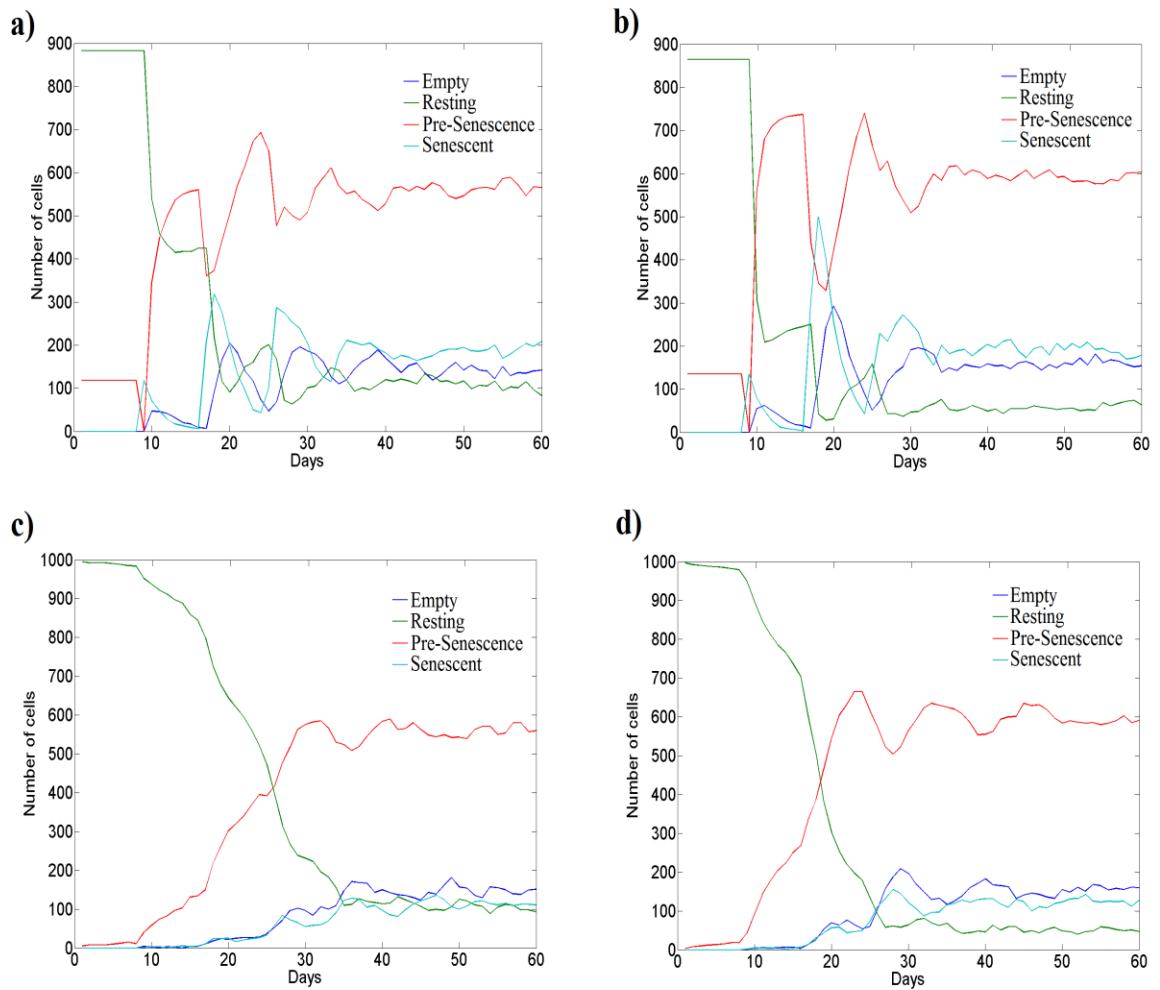 a)
900
800
700
600
500
400
300
200
100
0
0
10
20
30
40
50
60
Number of cells
Days
Empty
Resting
Pre-Senescence
Senescent
b)
900
800
700
600
500
400
300
200
100
0
0
10
20
30
40
50
60
Number of cells
Days
Empty
Resting
Pre-Senescence
Senescent
c)
1000
900
800
700
600
500
400
300
200
100
0
0
10
20
30
40
50
60
Number of cells
Days
Empty
Resting
Pre-Senescence
Senescent
d)
1000
900
800
700
600
500
400
300
200
100
0
0
10
20
30
40
50
60
Number of cells
Days
Empty
Resting
Pre-Senescence
Senescent